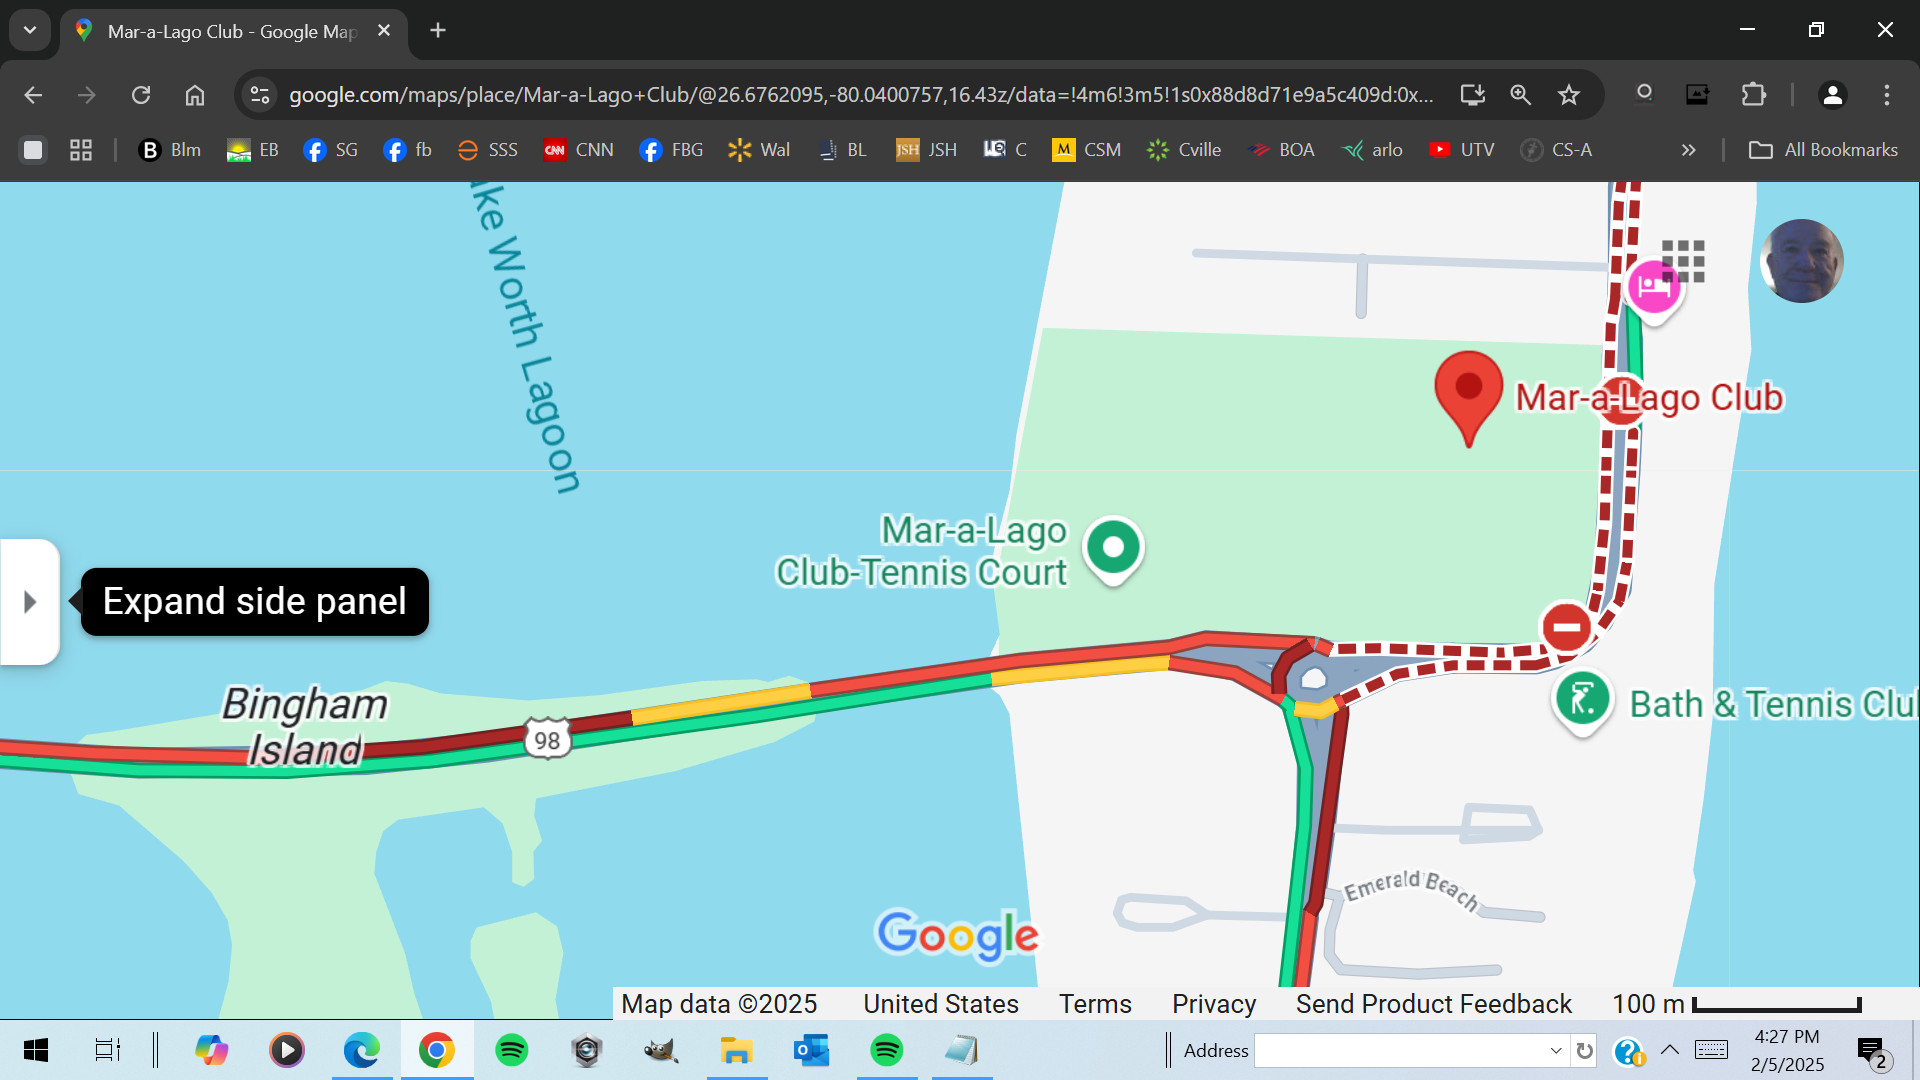 Mar-a-Lago Club - Google Map
google.com/maps/place/Mar-a-Lago+Club/@26.6762095,-80.0400757,16.43z/data=!4m6!3m5!1s0x88d8d71e9a5c409d:0x...
Blm EB SG fb SSS CNN FBG Wal BL JSH C CSM Cville BOA arlo UTV CS-A » All Bookmarks
ake Worth Lagoon
Mar-a-Lago Club
Mar-a-Lago
Club-Tennis Court
Expand side panel
Bingham
Island
98
Bath & Tennis Clu
Emerald Beach
Google
Map data ©2025 United States Terms Privacy Send Product Feedback 100 m
Address
4:27 PM
2/5/2025
2